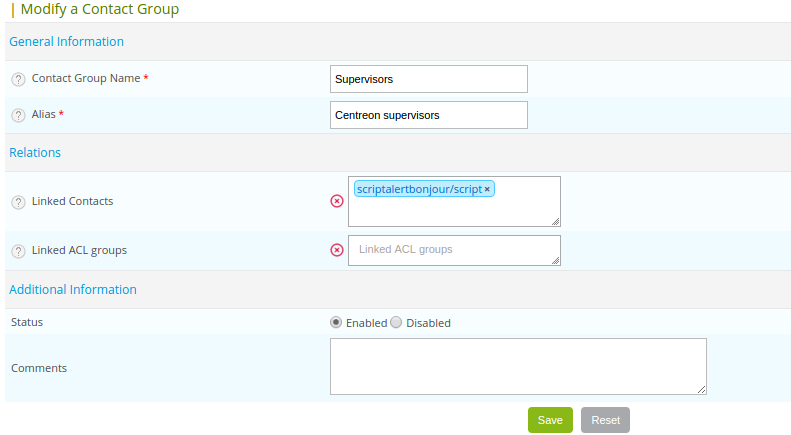 Modify a Contact Group
General Information
? Contact Group Name * Supervisors
? Alias * Centreon supervisors
Relations
? Linked Contacts scriptalertbonjour/script ×
? Linked ACL groups Linked ACL groups
Additional Information
Status Enabled Disabled
Comments
Save Reset